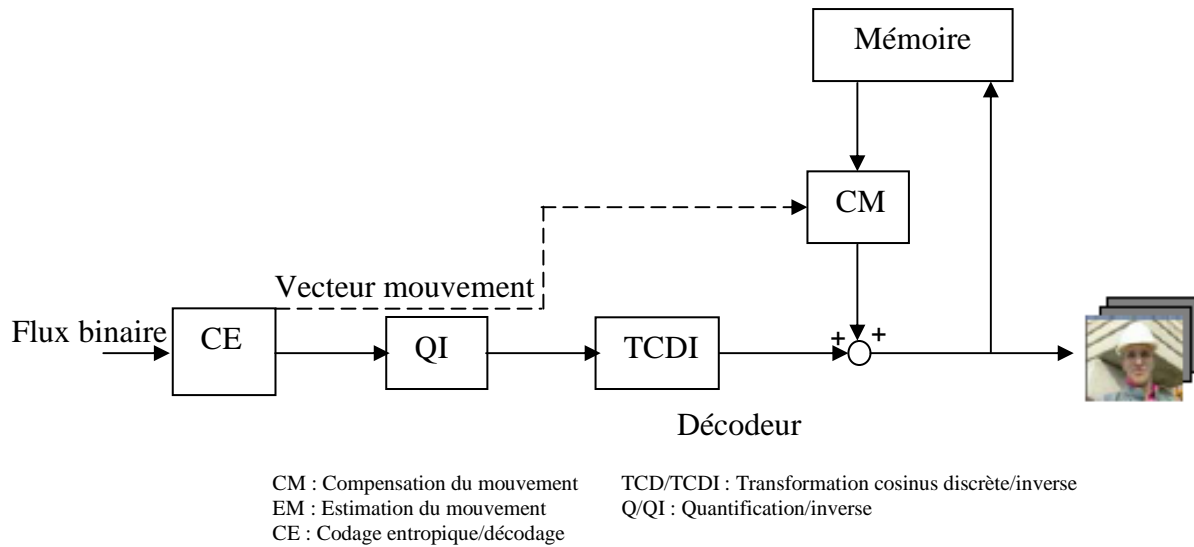 Mémoire
CM
Vecteur mouvement
Flux binaire
CE
QI
TCDI
+ +
Décodeur
CM : Compensation du mouvement TCD/TCDI : Transformation cosinus discrète/inverse
EM : Estimation du mouvement Q/QI : Quantification/inverse
CE : Codage entropique/décodage